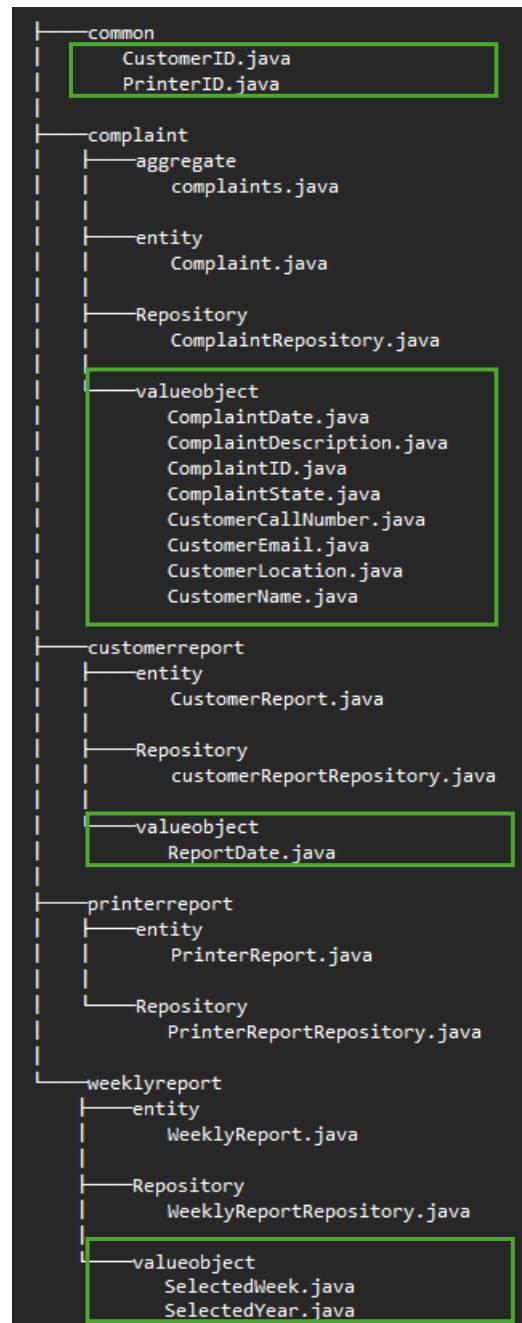 common
CustomerID.java
PrinterID.java
complaint
aggregate
complaints.java
entity
Complaint.java
Repository
ComplaintRepository.java
valueobject
ComplaintDate.java
ComplaintDescription.java
ComplaintID.java
ComplaintState.java
CustomerCallNumber.java
CustomerEmail.java
CustomerLocation.java
CustomerName.java
customerreport
entity
CustomerReport.java
Repository
customerReportRepository.java
valueobject
ReportDate.java
printerreport
entity
PrinterReport.java
Repository
PrinterReportRepository.java
weeklyreport
entity
WeeklyReport.java
Repository
WeeklyReportRepository.java
valueobject
SelectedWeek.java
SelectedYear.java